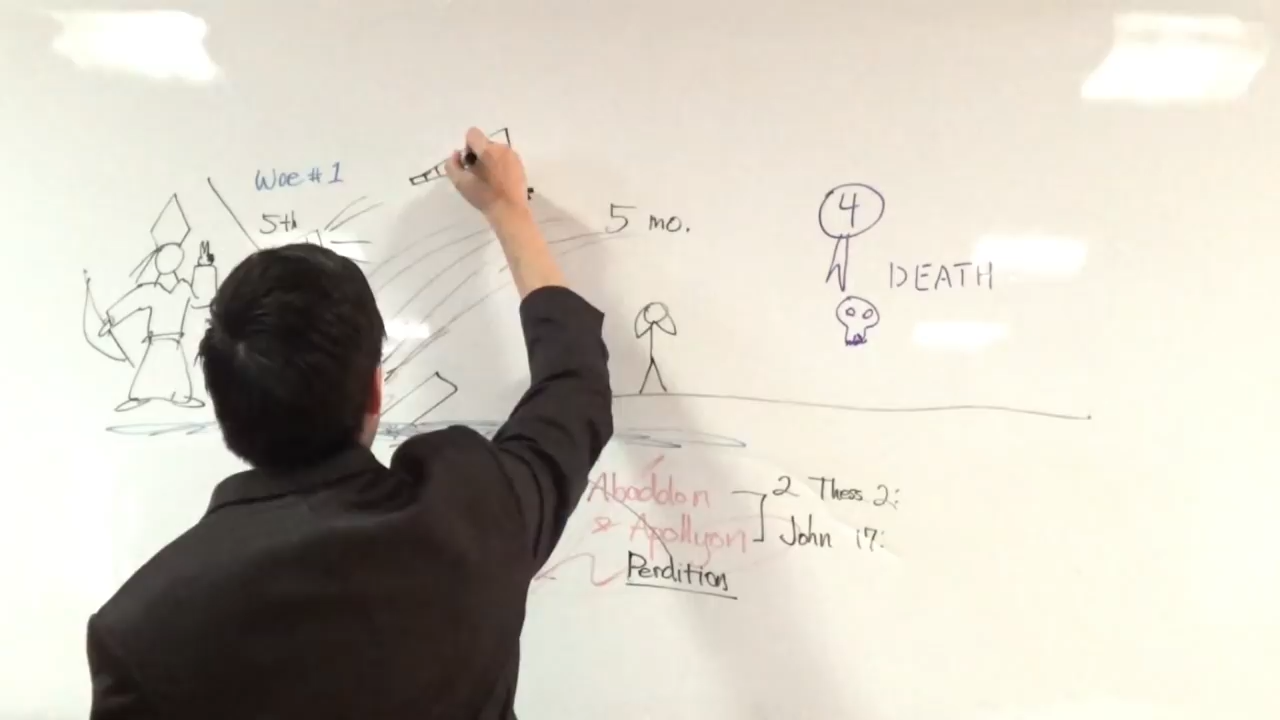 Woe #1
5th
5 mo.
4
DEATH
Abaddon
& Apollyon
Perdition
2 Thess 2:
John 17: